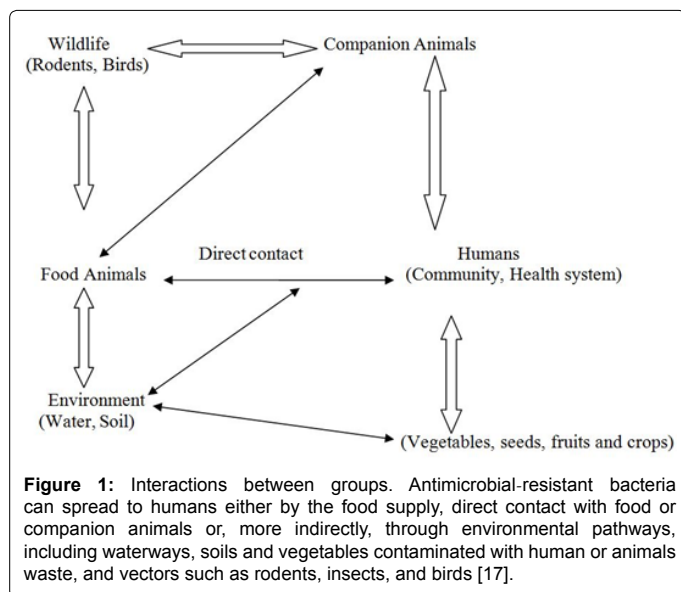 Wildlife
(Rodents, Birds)
Companion Animals
Direct contact
Food Animals
Humans
(Community, Health system)
Environment
(Water, Soil)
(Vegetables, seeds, fruits and crops)
Figure 1: Interactions between groups. Antimicrobial-resistant bacteria
can spread to humans either by the food supply, direct contact with food or
companion animals or, more indirectly, through environmental pathways,
including waterways, soils and vegetables contaminated with human or animals
waste, and vectors such as rodents, insects, and birds [17].